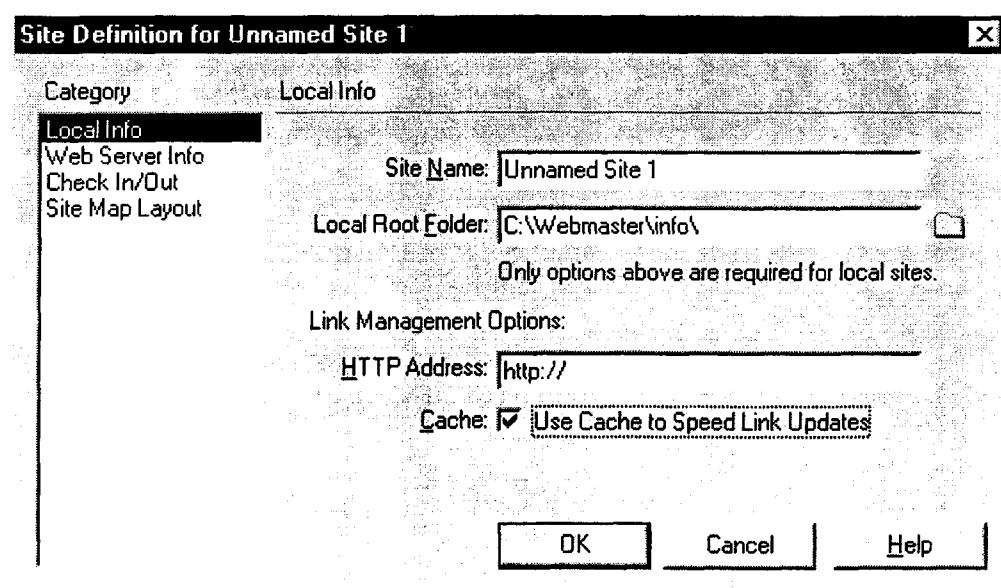 Site Definition for Unnamed Site 1
Category
Local Info
Web Server Info
Check In/Out
Site Map Layout
Local Info
Site Name: Unnamed Site 1
Local Root Folder: C:\Webmaster\info\
Only options above are required for local sites.
Link Management Options:
HTTP Address: http://
Cache: Use Cache to Speed Link Updates
OK Cancel Help